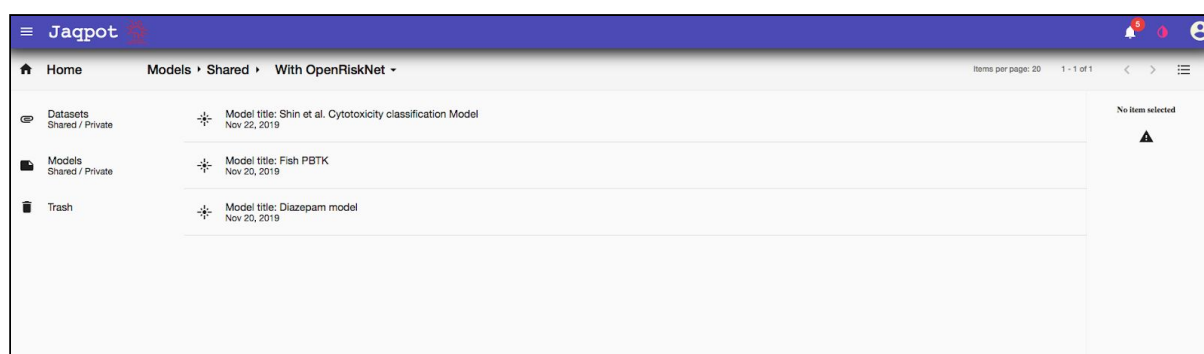 Jaqpot
5
Home
Models ‣ Shared ‣ With OpenRiskNet
Items per page: 20 1 - 1 of 1
Datasets
Shared / Private
Models
Shared / Private
Trash
Model title: Shin et al. Cytotoxicity classification Model
Nov 22, 2019
Model title: Fish PBTK
Nov 20, 2019
Model title: Diazepam model
Nov 20, 2019
No item selected